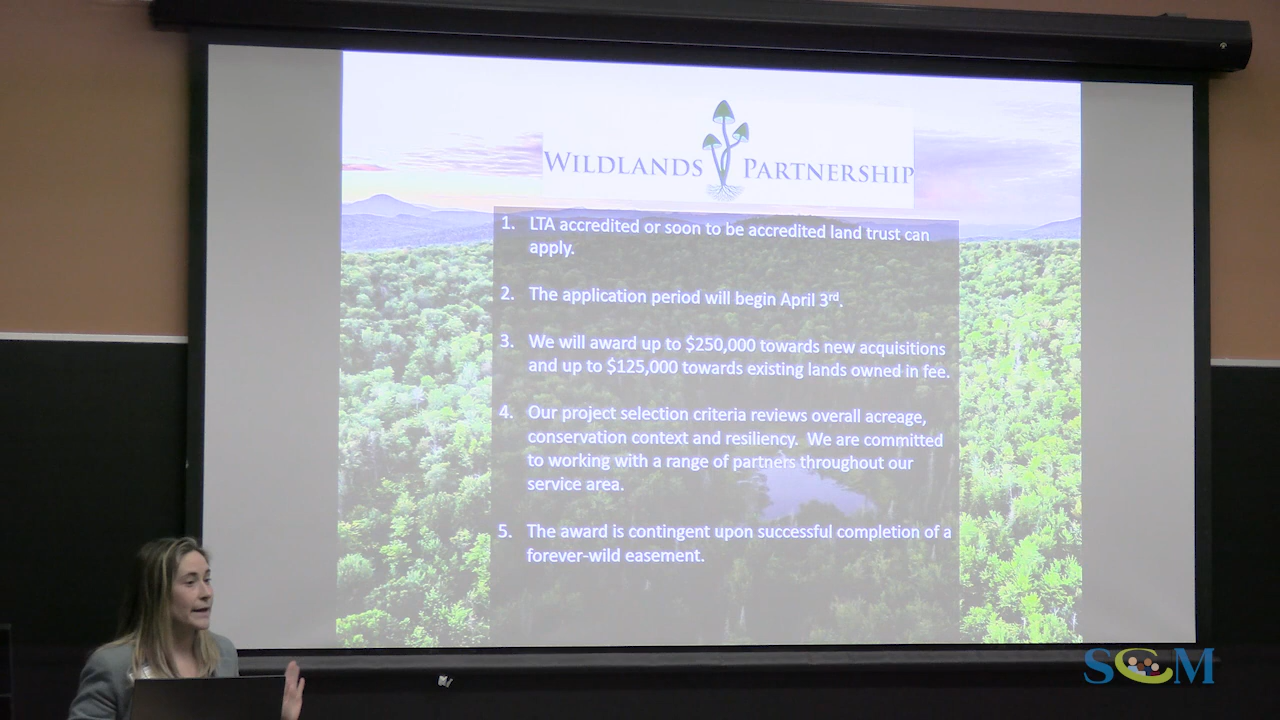 WILDLANDS PARTNERSHIP
1. LTA accredited or soon to be accredited land trust can
apply.
2. The application period will begin April 3rd.
3. We will award up to $250,000 towards new acquisitions
and up to $125,000 towards existing lands owned in fee.
4. Our project selection criteria reviews overall acreage,
conservation context and resiliency. We are committed
to working with a range of partners throughout our
service area.
5. The award is contingent upon successful completion of a
forever-wild easement.
SCM